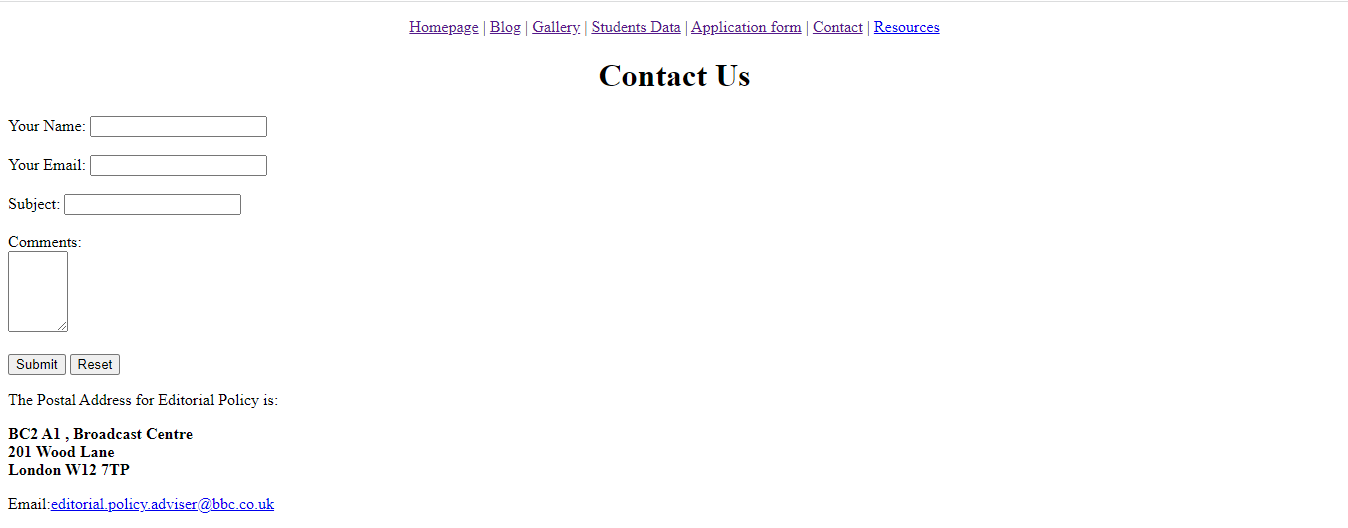 Homepage | Blog | Gallery | Students Data | Application form | Contact | Resources
Contact Us
Your Name:
Your Email:
Subject:
Comments:
Submit Reset
The Postal Address for Editorial Policy is:
BC2 A1 , Broadcast Centre
201 Wood Lane
London W12 7TP
Email:editorial.policy.adviser@bbc.co.uk